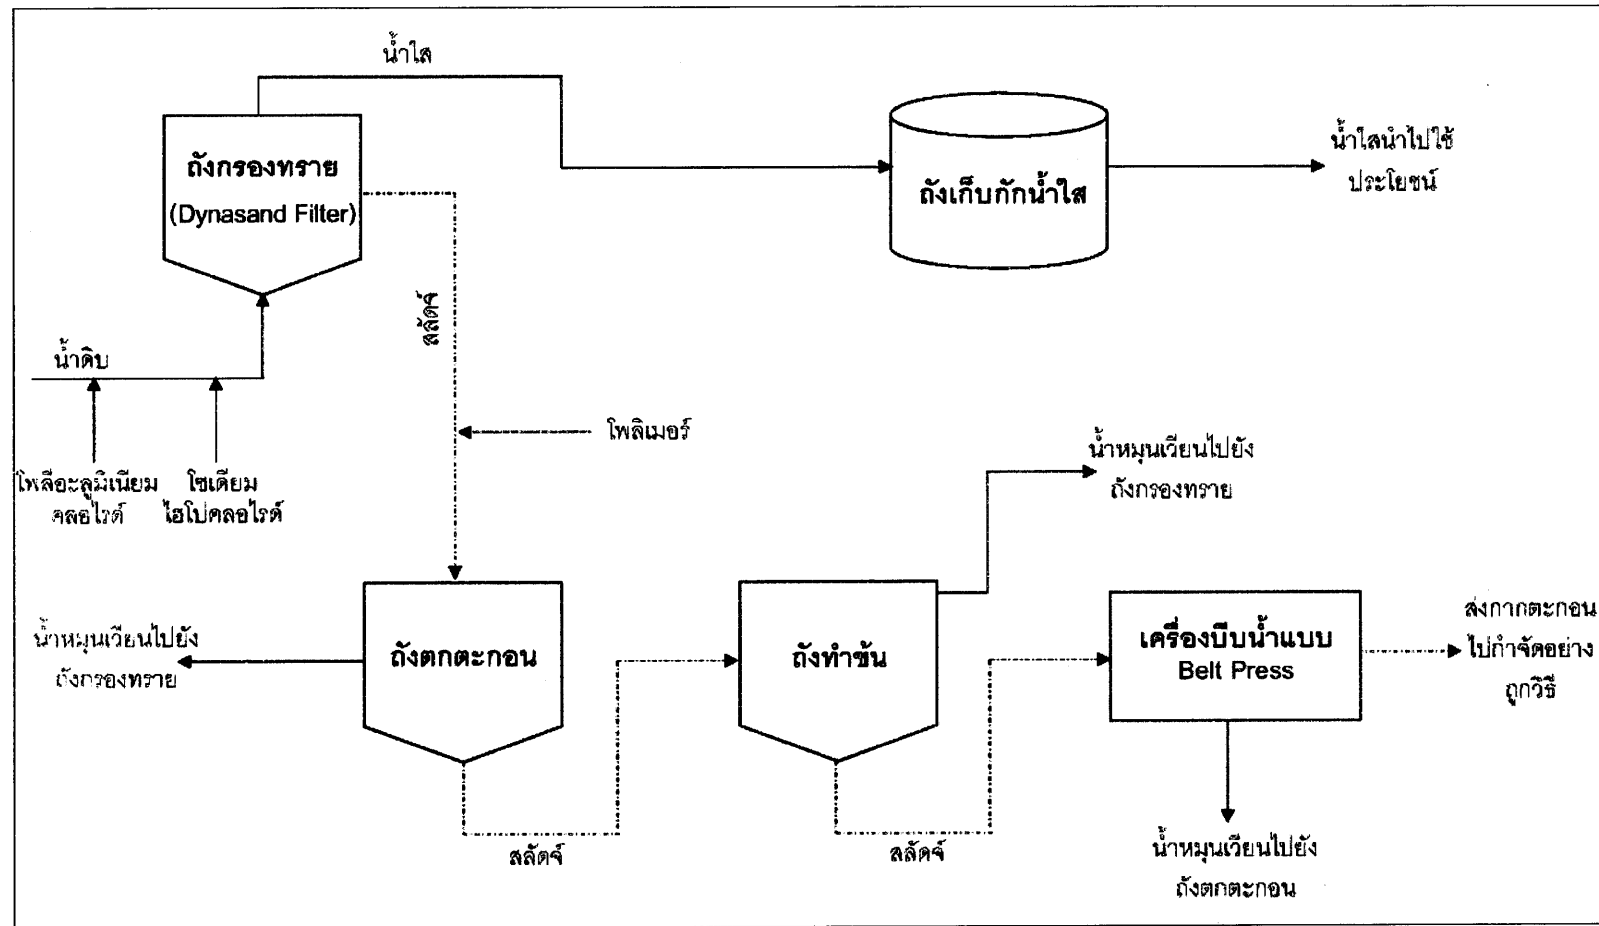 น้ำใส
ถังกรองทราย
(Dynasand Filter)
ถังเก็บกักน้ำใส
น้ำใสนำไปใช้
ประโยชน์
สลัดจ์
น้ำดิบ
โพลีอะลูมิเนียม
คลอไรด์
โซเดียม
ไฮโปคลอไรด์
โพลิเมอร์
น้ำหมุนเวียนไปยัง
ถังกรองทราย
น้ำหมุนเวียนไปยัง
ถังกรองทราย
ถังตกตะกอน
ถังทำข้น
เครื่องบีบน้ำแบบ
Belt Press
ส่งกากตะกอน
ไปกำจัดอย่าง
ถูกวิธี
สลัดจ์
สลัดจ์
น้ำหมุนเวียนไปยัง
ถังตกตะกอน